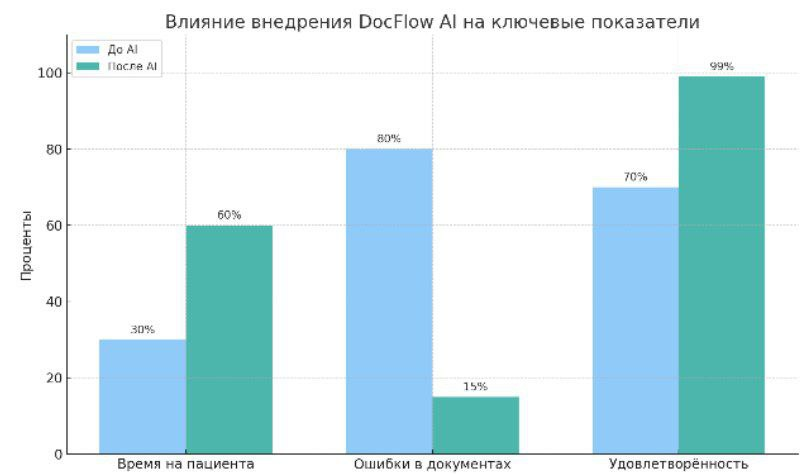 Влияние внедрения DocFlow AI на ключевые показатели
До AI
После AI
Проценты
100
80
60
40
20
0
30%
60%
80%
15%
70%
99%
Время на пациента
Ошибки в документах
Удовлетворённость